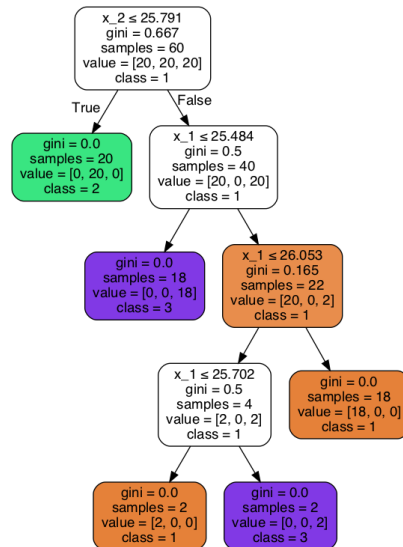 x_2 ≤ 25.791
gini = 0.667
samples = 60
value = [20, 20, 20]
class = 1
True
False
gini = 0.0
samples = 20
value = [0, 20, 0]
class = 2
x_1 ≤ 25.484
gini = 0.5
samples = 40
value = [20, 0, 20]
class = 1
gini = 0.0
samples = 18
value = [0, 0, 18]
class = 3
x_1 ≤ 26.053
gini = 0.165
samples = 22
value = [20, 0, 2]
class = 1
x_1 ≤ 25.702
gini = 0.5
samples = 4
value = [2, 0, 2]
class = 1
gini = 0.0
samples = 18
value = [18, 0, 0]
class = 1
gini = 0.0
samples = 2
value = [2, 0, 0]
class = 1
gini = 0.0
samples = 2
value = [0, 0, 2]
class = 3